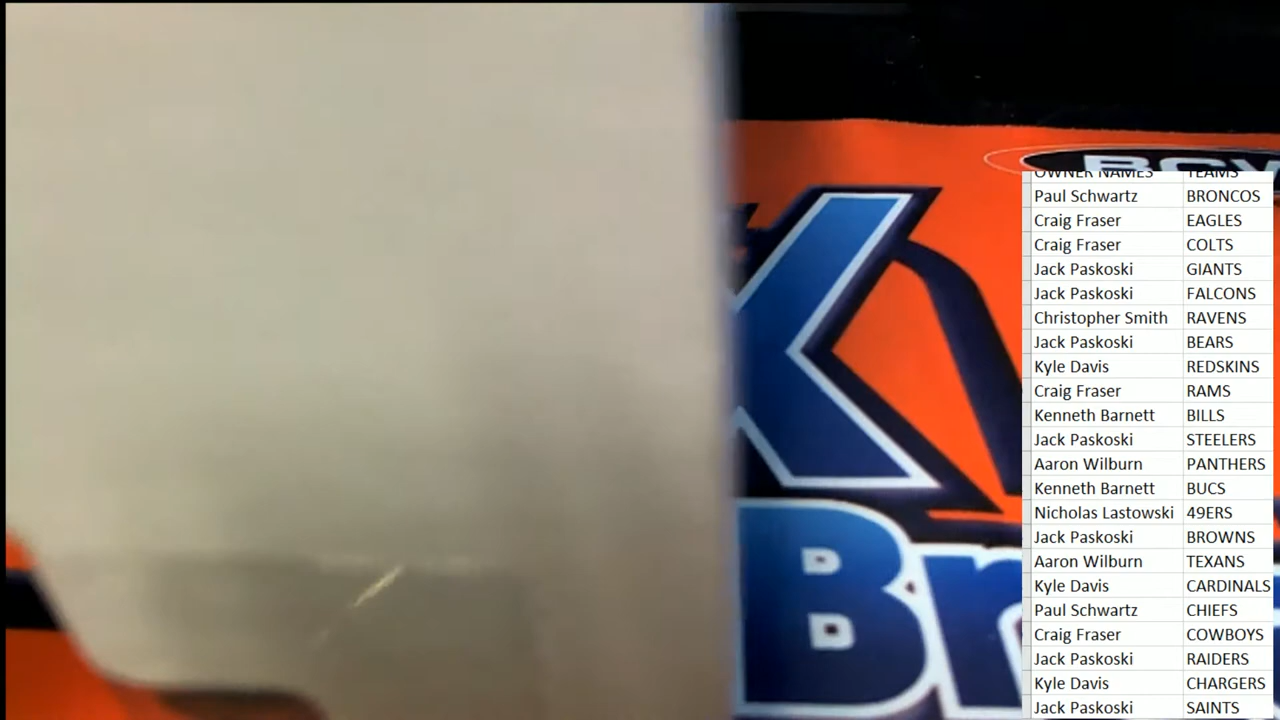 BCW
OWNER NAMES TEAMS
Paul Schwartz BRONCOS
Craig Fraser EAGLES
Craig Fraser COLTS
Jack Paskoski GIANTS
Jack Paskoski FALCONS
Christopher Smith RAVENS
Jack Paskoski BEARS
Kyle Davis REDSKINS
Craig Fraser RAMS
Kenneth Barnett BILLS
Jack Paskoski STEELERS
Aaron Wilburn PANTHERS
Kenneth Barnett BUCS
Nicholas Lastowski 49ERS
Jack Paskoski BROWNS
Aaron Wilburn TEXANS
Kyle Davis CARDINALS
Paul Schwartz CHIEFS
Craig Fraser COWBOYS
Jack Paskoski RAIDERS
Kyle Davis CHARGERS
Jack Paskoski SAINTS